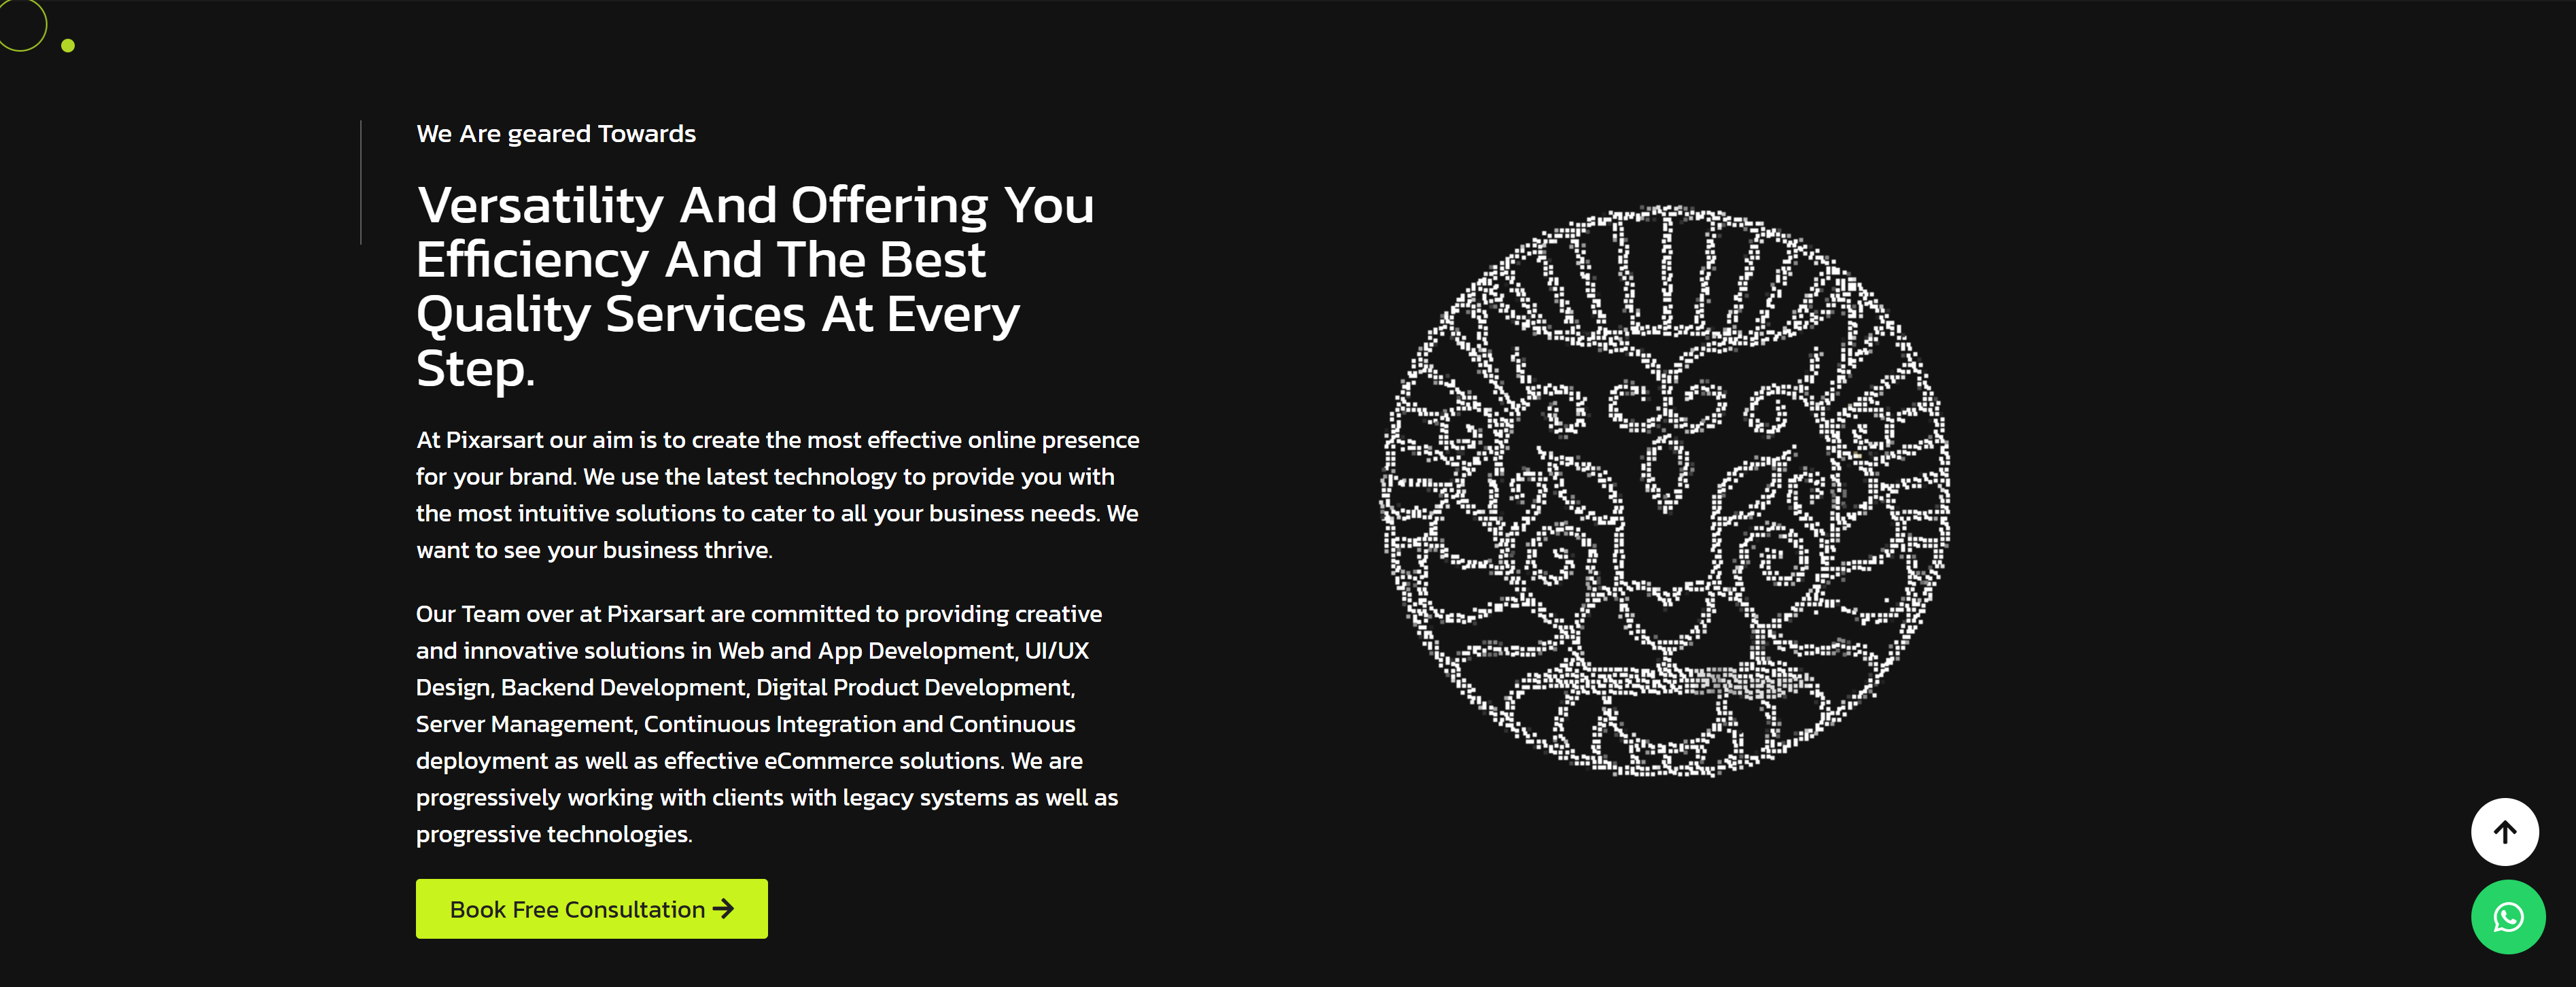 We Are geared Towards
Versatility And Offering You
Efficiency And The Best
Quality Services At Every
Step.
At Pixarsart our aim is to create the most effective online presence
for your brand. We use the latest technology to provide you with
the most intuitive solutions to cater to all your business needs. We
want to see your business thrive.
Our Team over at Pixarsart are committed to providing creative
and innovative solutions in Web and App Development, UI/UX
Design, Backend Development, Digital Product Development,
Server Management, Continuous Integration and Continuous
deployment as well as effective eCommerce solutions. We are
progressively working with clients with legacy systems as well as
progressive technologies.
Book Free Consultation